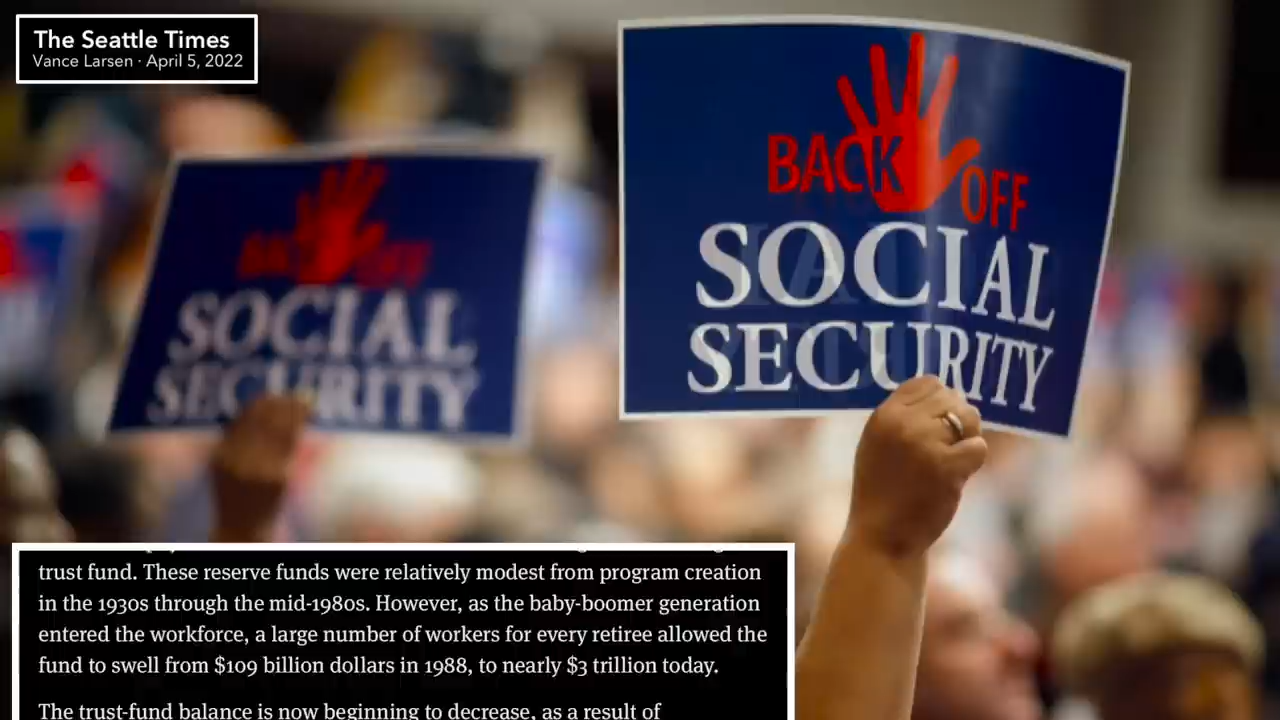 The Seattle Times
Vance Larsen · April 5, 2022
BACK OFF
SOCIAL
SECURITY
BACK OFF
SOCIAL
SECURITY
trust fund. These reserve funds were relatively modest from program creation
in the 1930s through the mid-1980s. However, as the baby-boomer generation
entered the workforce, a large number of workers for every retiree allowed the
fund to swell from $109 billion dollars in 1988, to nearly $3 trillion today.
The trust-fund balance is now beginning to decrease, as a result of